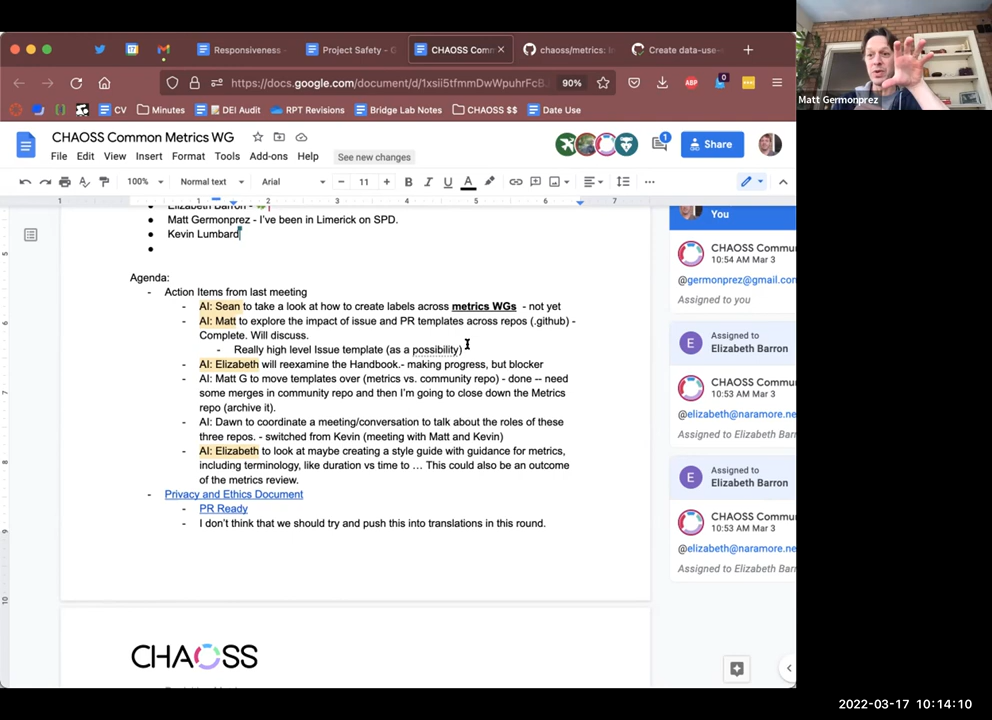 Responsiveness
Project Safety - G
CHAOSS Com
chaoss/metrics: I
Create data-use-
https://docs.google.com/document/d/1xsii5tfmmDwWpuhrFcB
90%
ABP
0
CV
Minutes
DEI Audit
RPT Revisions
Bridge Lab Notes
CHAOSS $$
Date Use
CHAOSS Common Metrics WG
File Edit View Insert Format Tools Add-ons Help
See new changes
1
Share
100%
Normal text
Arial
11
B I U A
1 1 2 3 4 5 6 7
Elizabeth Barron -
Matt Germonprez - I've been in Limerick on SPD.
Kevin Lumbard
Agenda:
- Action Items from last meeting
- AI: Sean to take a look at how to create labels across metrics WGs - not yet
- AI: Matt to explore the impact of issue and PR templates across repos (.github) -
Complete. Will discuss.
- Really high level Issue template (as a possibility)
- AI: Elizabeth will reexamine the Handbook.- making progress, but blocker
- AI: Matt G to move templates over (metrics vs. community repo) - done -- need
some merges in community repo and then I'm going to close down the Metrics
repo (archive it).
- AI: Dawn to coordinate a meeting/conversation to talk about the roles of these
three repos. - switched from Kevin (meeting with Matt and Kevin)
- AI: Elizabeth to look at maybe creating a style guide with guidance for metrics,
including terminology, like duration vs time to … This could also be an outcome
of the metrics review.
- Privacy and Ethics Document
- PR Ready
- I don't think that we should try and push this into translations in this round.
CHAOSS
You
CHAOSS Commu
10:54 AM Mar 3
@germonprez@gmail.com
Assigned to you
E
Assigned to
Elizabeth Barron
CHAOSS Commu
10:53 AM Mar 3
@elizabeth@naramore.ne
Assigned to Elizabeth Barr
E
Assigned to
Elizabeth Barron
CHAOSS Commu
10:53 AM Mar 3
@elizabeth@naramore.ne
Assigned to Elizabeth Barr
Matt Germonprez
2022-03-17 10:14:10